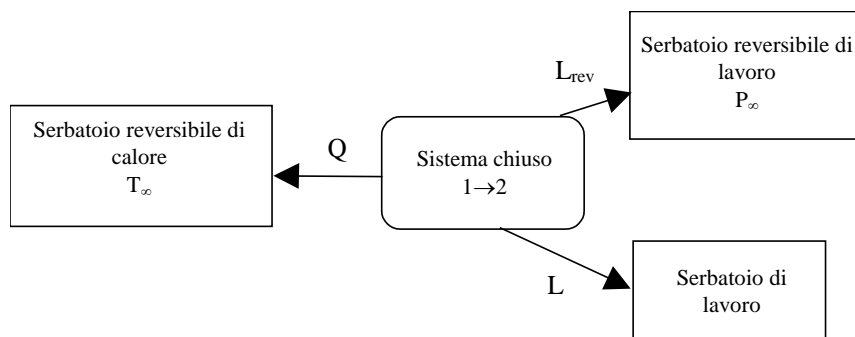 Serbatoio reversibile di
lavoro
P∞
Lrev
Serbatoio reversibile di
calore
T∞
Q
Sistema chiuso
1→2
L
Serbatoio di
lavoro